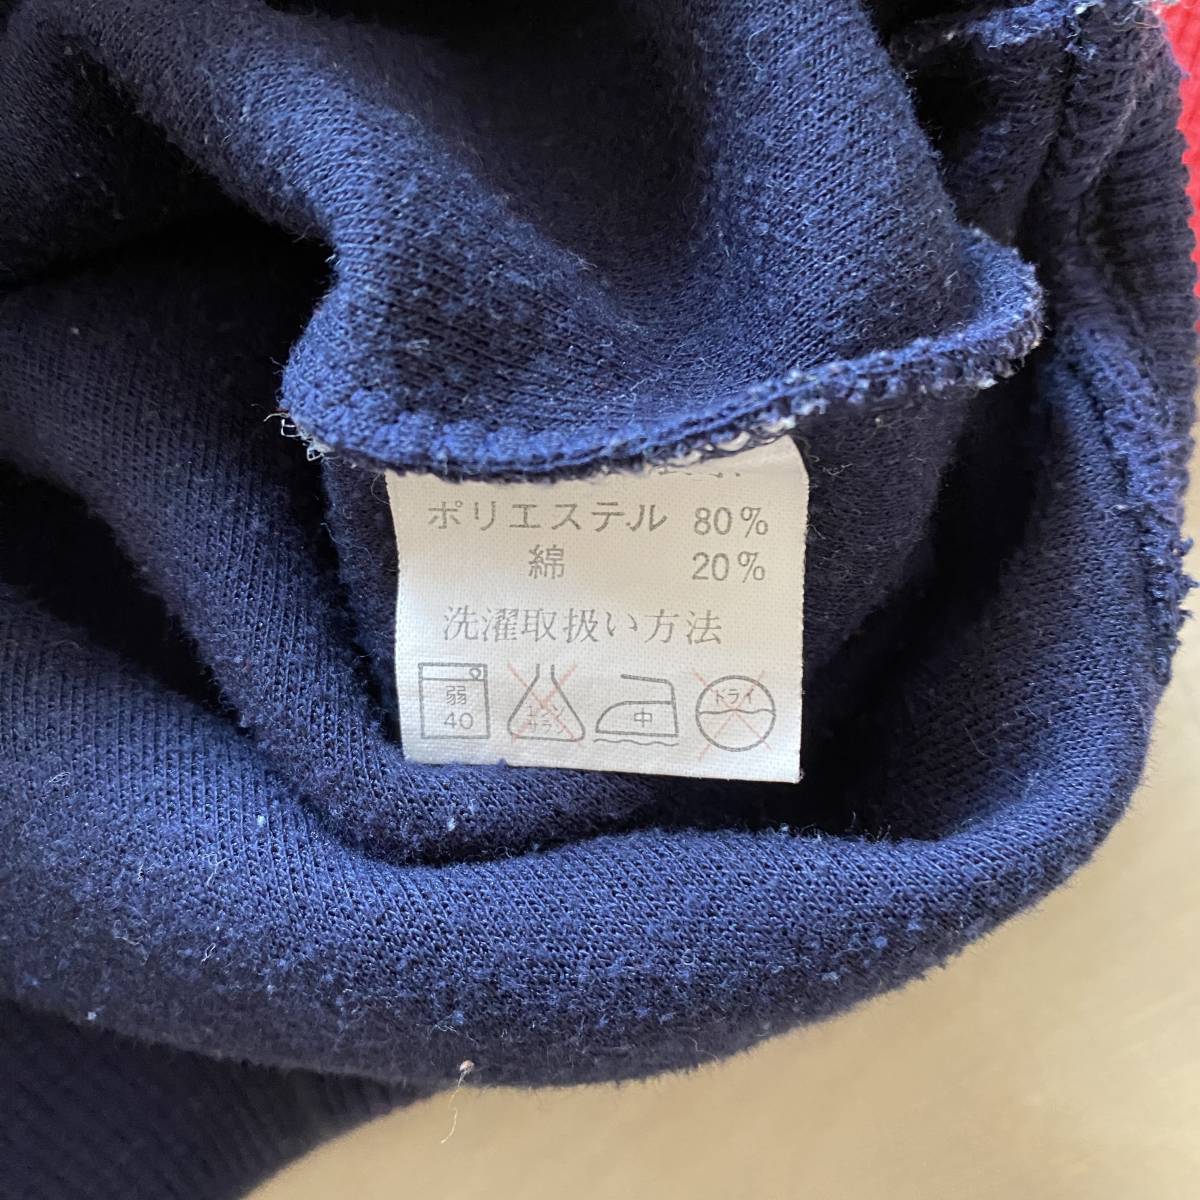 ポリエステル 80%
綿 20%
洗濯取扱い方法
弱 40 中 ドライ